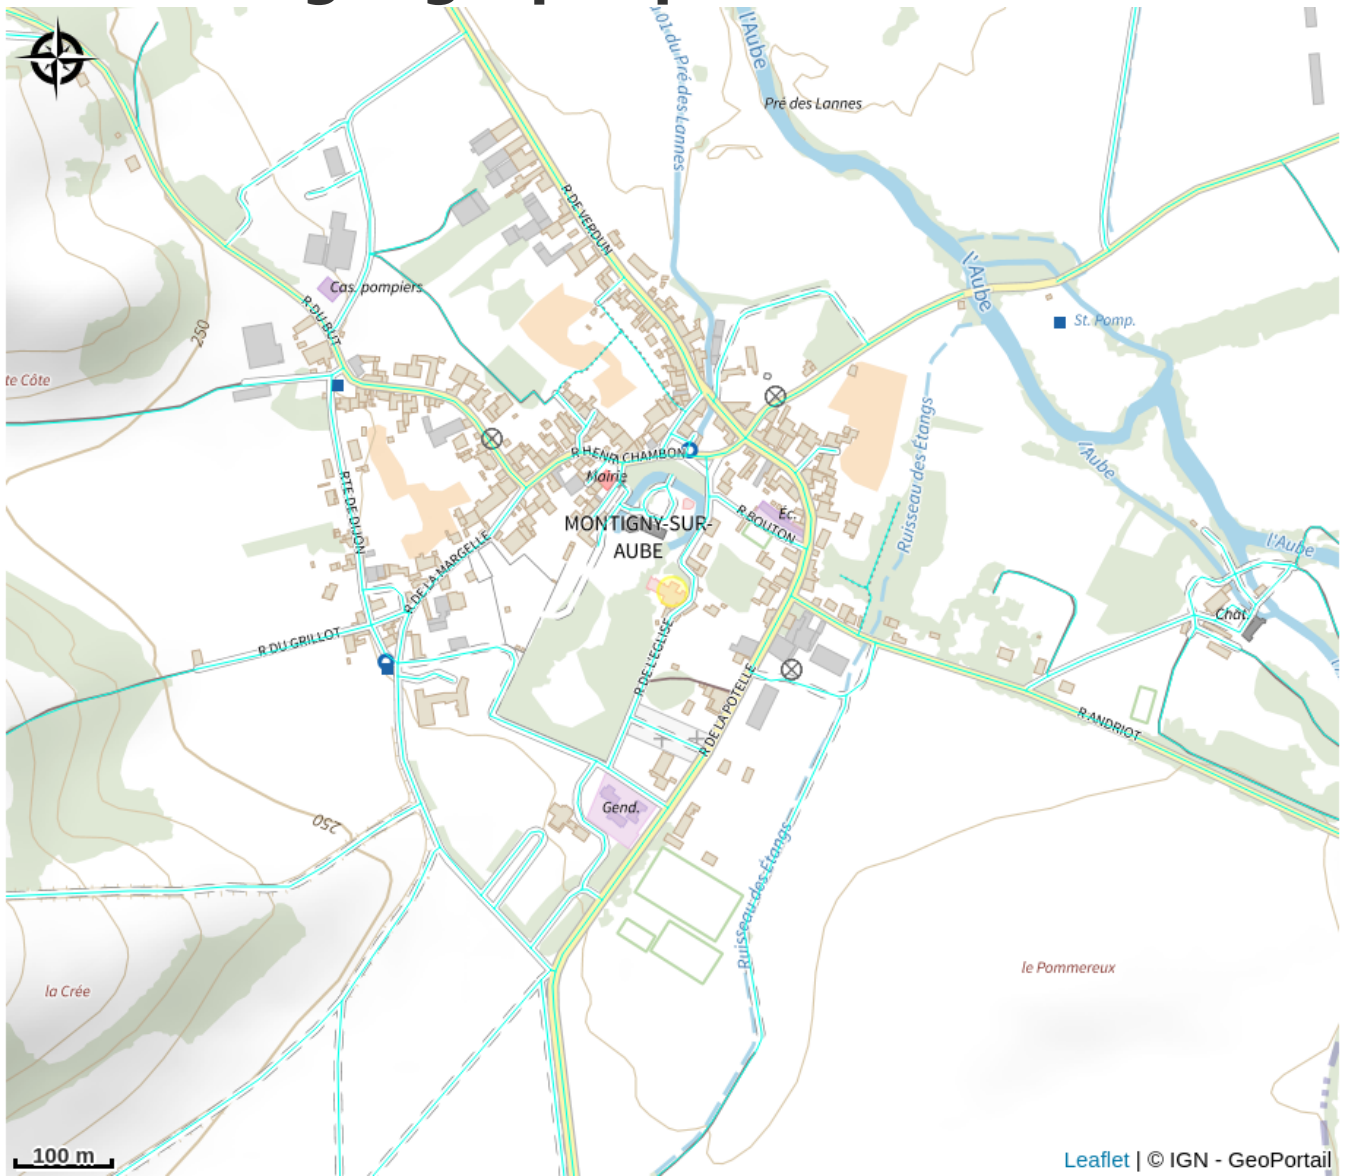 l'Aube
01 du Pré des Lannes
Pré des Lannes
R DE VERDUN
l'Aube
Cas. pompiers
R DU BUT
250
St. Pomp.
te Côte
Ruisseau des Étangs
l'Aube
R HENRI CHAMBON
Mairie
RTE DE DIJON
Éc.
R BOUTON
MONTIGNY-SUR-
AUBE
l'Aube
R DE LA MARGELLE
Chât.
R DU GRILLOT
R DE L'EGLISE
R DE LA POTELLE
R ANDRIOT
Gend.
250
Ruisseau des Étangs
le Pommereux
la Crée
100 m
Leaflet | © IGN - GeoPortail